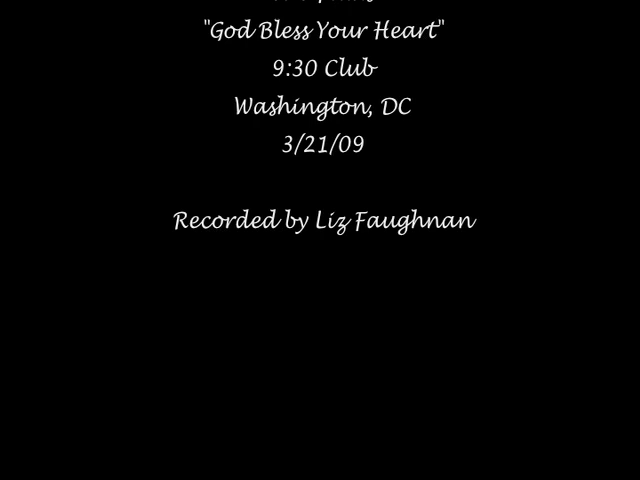 "God Bless Your Heart"
9:30 Club
Washington, DC
3/21/09
Recorded by Liz Faughnan